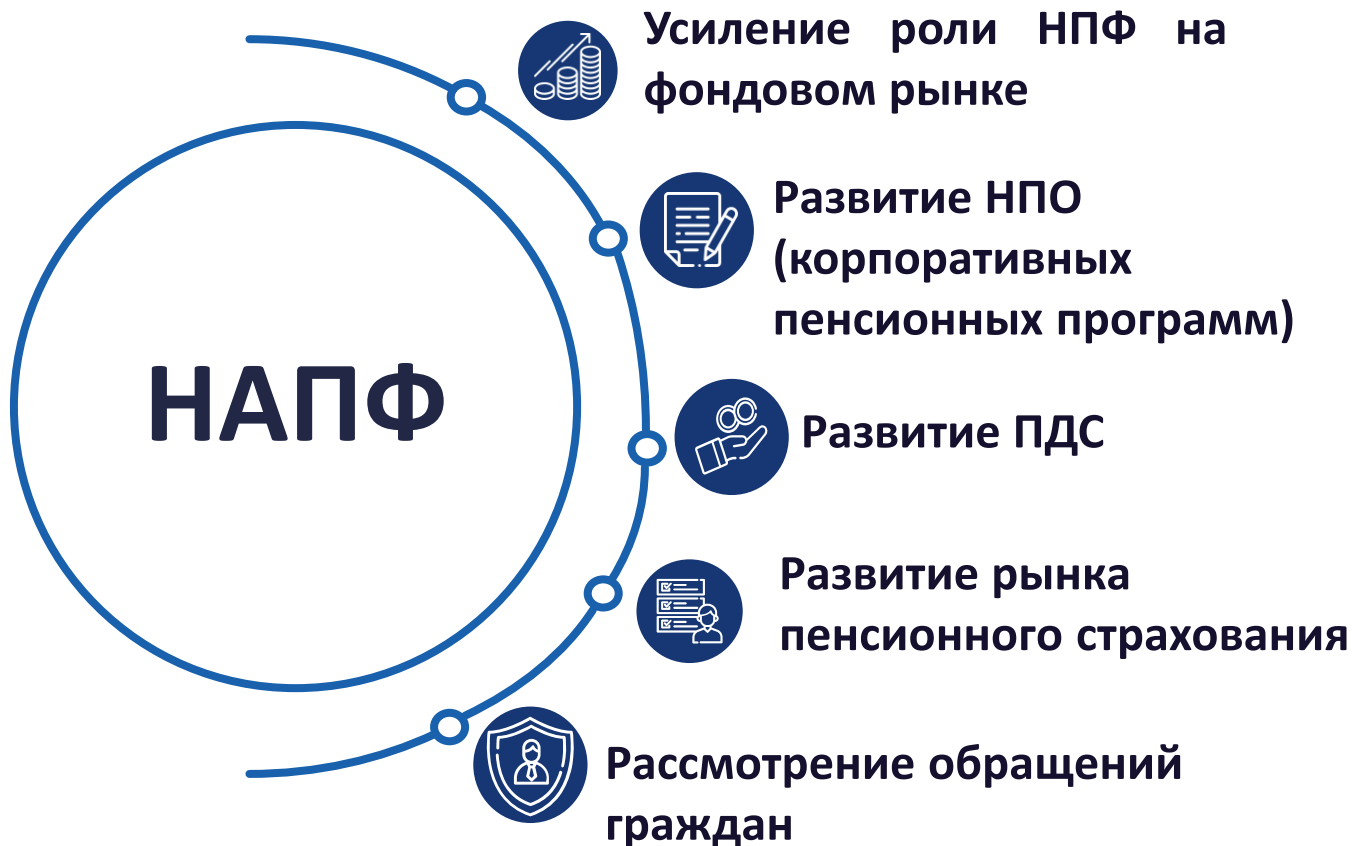 Усиление роли НПФ на
фондовом рынке
Развитие НПО
(корпоративных
пенсионных программ)
НАПФ
Развитие ПДС
Развитие рынка
пенсионного страхования
Рассмотрение обращений
граждан